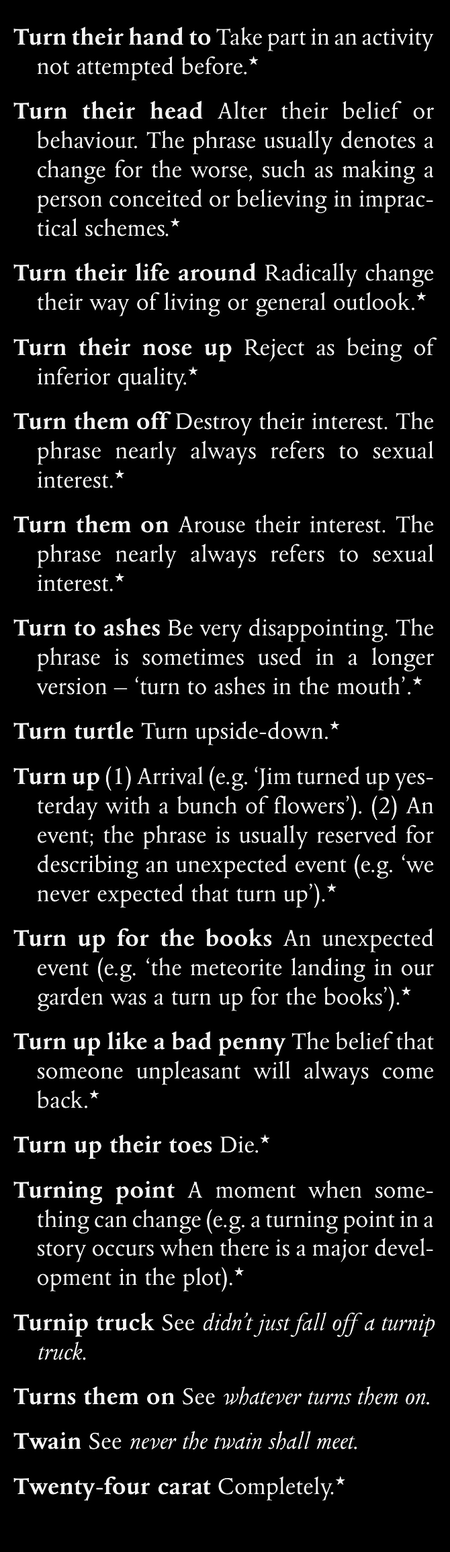 Turn their hand to Take part in an activity
not attempted before.★
Turn their head Alter their belief or
behaviour. The phrase usually denotes a
change for the worse, such as making a
person conceited or believing in imprac-
tical schemes.★
Turn their life around Radically change
their way of living or general outlook.★
Turn their nose up Reject as being of
inferior quality.★
Turn them off Destroy their interest. The
phrase nearly always refers to sexual
interest.★
Turn them on Arouse their interest. The
phrase nearly always refers to sexual
interest.★
Turn to ashes Be very disappointing. The
phrase is sometimes used in a longer
version – ‘turn to ashes in the mouth’.★
Turn turtle Turn upside-down.★
Turn up (1) Arrival (e.g. ‘Jim turned up yes-
terday with a bunch of flowers’). (2) An
event; the phrase is usually reserved for
describing an unexpected event (e.g. ‘we
never expected that turn up’).★
Turn up for the books An unexpected
event (e.g. ‘the meteorite landing in our
garden was a turn up for the books’).★
Turn up like a bad penny The belief that
someone unpleasant will always come
back.★
Turn up their toes Die.★
Turning point A moment when some-
thing can change (e.g. a turning point in a
story occurs when there is a major devel-
opment in the plot).★
Turnip truck See didn’t just fall off a turnip
truck.
Turns them on See whatever turns them on.
Twain See never the twain shall meet.
Twenty-four carat Completely.★